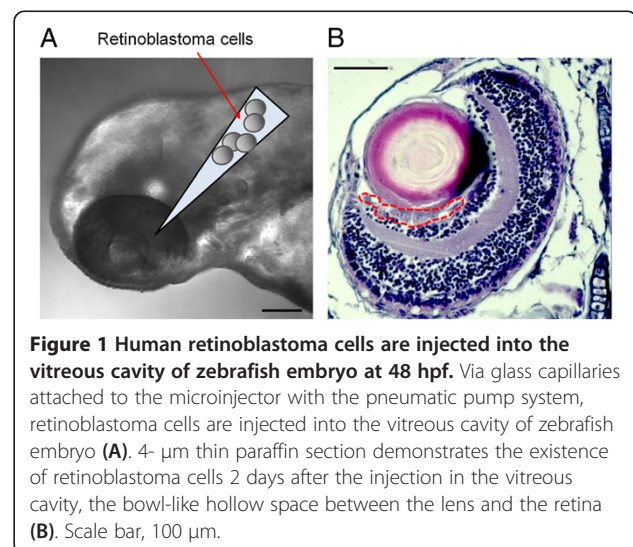 A
B
Retinoblastoma cells
Figure 1 Human retinoblastoma cells are injected into the
vitreous cavity of zebrafish embryo at 48 hpf. Via glass capillaries
attached to the microinjector with the pneumatic pump system,
retinoblastoma cells are injected into the vitreous cavity of zebrafish
embryo (A). 4- μm thin paraffin section demonstrates the existence
of retinoblastoma cells 2 days after the injection in the vitreous
cavity, the bowl-like hollow space between the lens and the retina
(B). Scale bar, 100 μm.